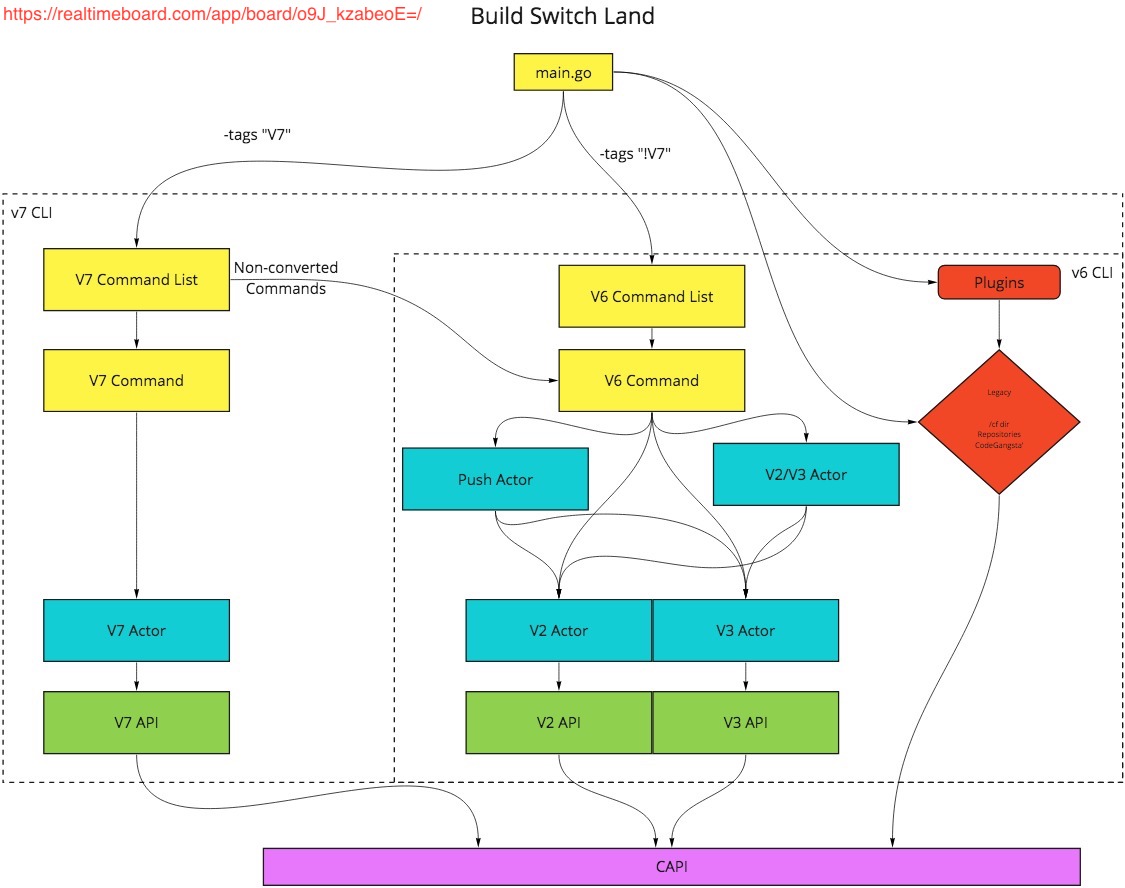 https://realtimeboard.com/app/board/o9J_kzabeoE=/
Build Switch Land
main.go
-tags "V7"
-tags "!V7"
v7 CLI
v6 CLI
V7 Command List
Non-converted
Commands
V6 Command List
Plugins
V7 Command
V6 Command
Legacy
/cf dir
Repositories
CodeGangsta'
Push Actor
V2/V3 Actor
V7 Actor
V2 Actor
V3 Actor
V7 API
V2 API
V3 API
CAPI